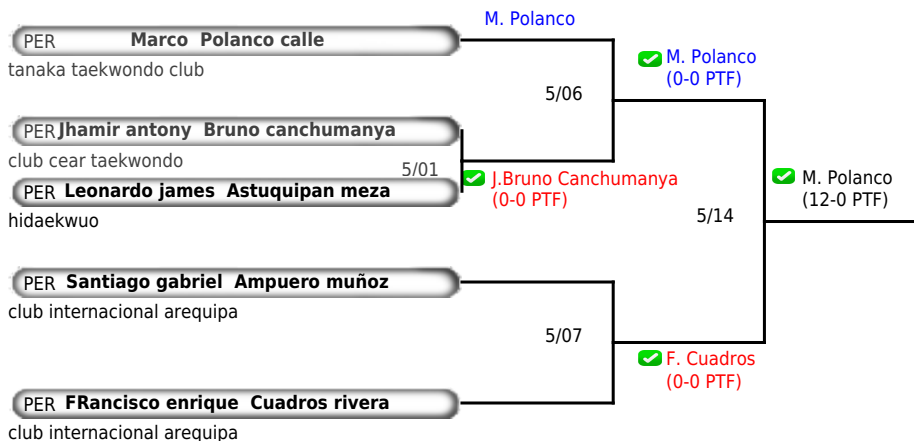 M. Polanco
PER Marco Polanco calle
tanaka taekwondo club
M. Polanco
(0-0 PTF)
5/06
PER Jhamir antony Bruno canchumanya
club cear taekwondo
5/01
J.Bruno Canchumanya
(0-0 PTF)
M. Polanco
(12-0 PTF)
PER Leonardo james Astuquipan meza
hidaekwuo
5/14
PER Santiago gabriel Ampuero muñoz
club internacional arequipa
5/07
F. Cuadros
(0-0 PTF)
PER FRancisco enrique Cuadros rivera
club internacional arequipa